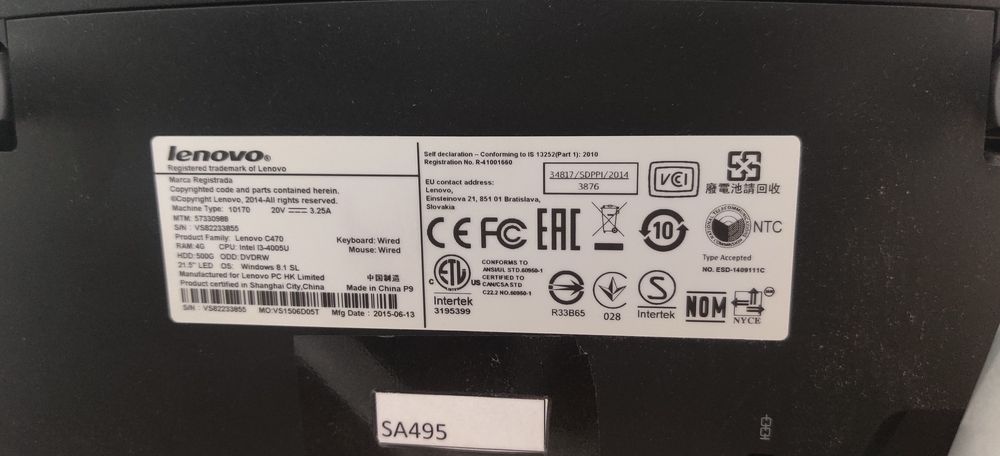 lenovo®
Registered trademark of Lenovo
Marca Registrada
Copyrighted code and parts contained herein.
©Copyright Lenovo, 2014-All rights reserved.
Machine Type: 10170 20V 3.25A
MTM: 57330988
S/N : VS82233855
Product Family: Lenovo C470 Keyboard: Wired
RAM: 4G CPU: Intel I3-4005U Mouse: Wired
HDD: 500G ODD: DVDRW
21.5" LED OS: Windows 8.1 SL
Manufactured for Lenovo PC HK Limited 中国制造
Product certified in Shanghai City,China Made in China P9
S/N : VS82233855 MO:VS1506D05T Mfg Date : 2015-06-13
Self declaration – Conforming to IS 13252(Part 1): 2010
Registration No. R-41001660
EU contact address:
Lenovo,
Einsteinova 21, 851 01 Bratislava,
Slovakia
34817/SDPPI/2014
3876
VCI
廢電池請回收
CE FC EAC
10
NTC
Type Accepted
NO. ESD-1409111C
C ETL US
Intertek
3195399
CONFORMS TO
ANSI/UL STD.60950-1
CERTIFIED TO
CAN/CSA STD
C22.2 NO.60950-1
R33B65
028
S
Intertek
NOM
NYCE
SA495